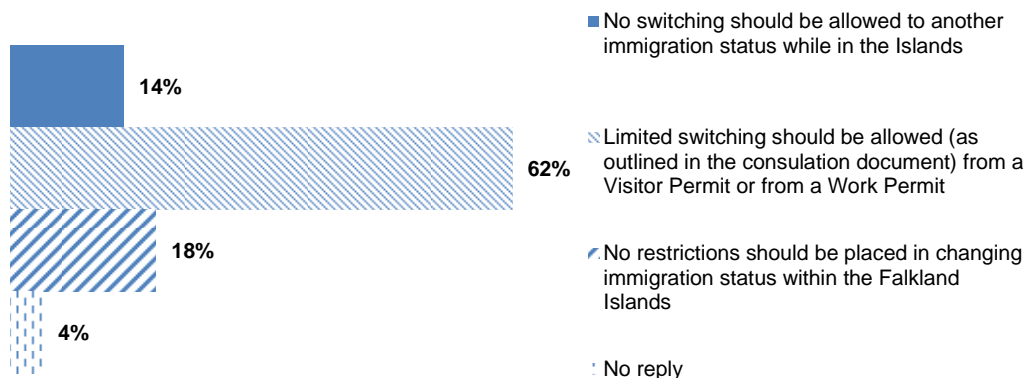 No switching should be allowed to another
immigration status while in the Islands
14%
Limited switching should be allowed (as
outlined in the consulation document) from a
Visitor Permit or from a Work Permit
62%
18%
No restrictions should be placed in changing
immigration status within the Falkland
Islands
4%
No reply